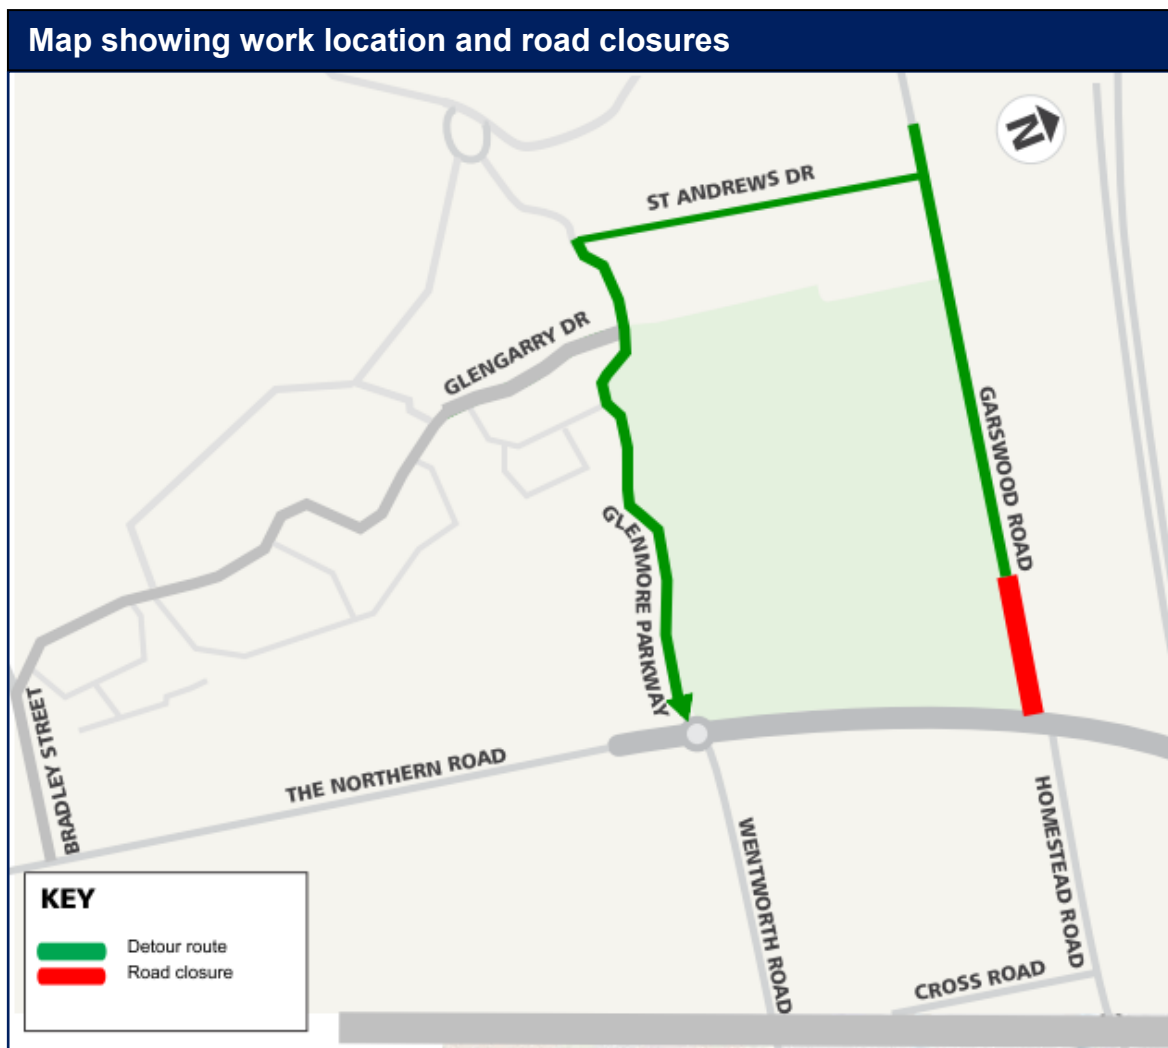 Map showing work location and road closures
N
ST ANDREWS DR
GLENGARRY DR
GARSWOOD ROAD
GLENMORE PARKWAY
BRADLEY STREET
THE NORTHERN ROAD
HOMESTEAD ROAD
WENTWORTH ROAD
CROSS ROAD
KEY
Detour route
Road closure